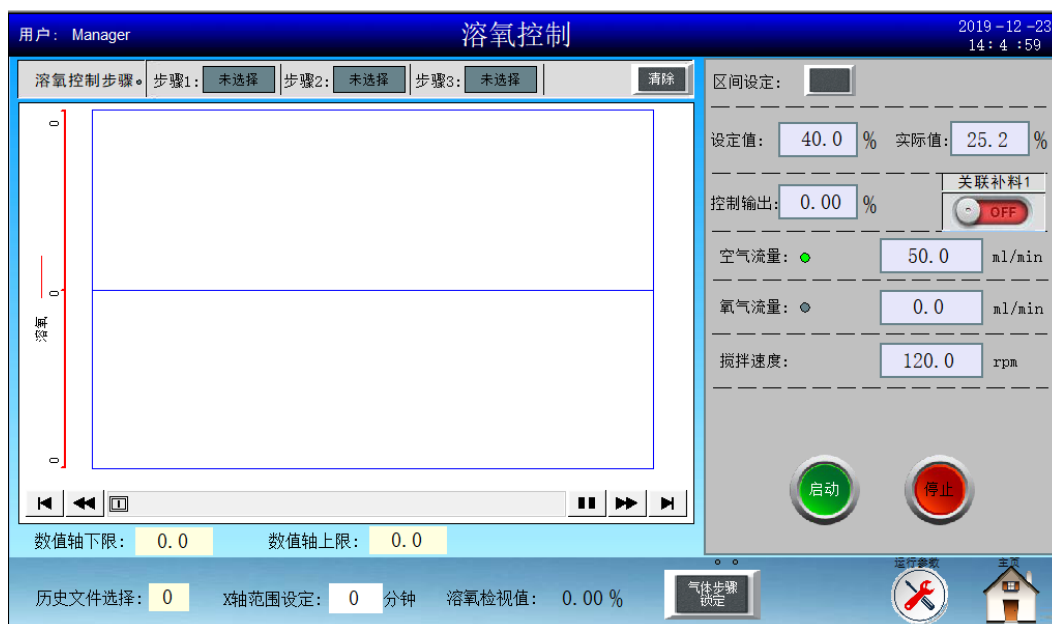 用户: Manager
溶氧控制
2019-12-23
14: 4 :59
溶氧控制步骤
步骤1: 未选择 步骤2: 未选择 步骤3: 未选择
清除
0
0
0
溶氧
数值轴下限: 0.0 数值轴上限: 0.0
区间设定:
设定值: 40.0 % 实际值: 25.2 %
关联补料1
控制输出: 0.00 %
OFF
空气流量: 50.0 ml/min
氧气流量: 0.0 ml/min
搅拌速度: 120.0 rpm
启动 停止
历史文件选择: 0 X轴范围设定: 0 分钟 溶氧检视值: 0.00 %
气体步骤
锁定
运行参数
主页